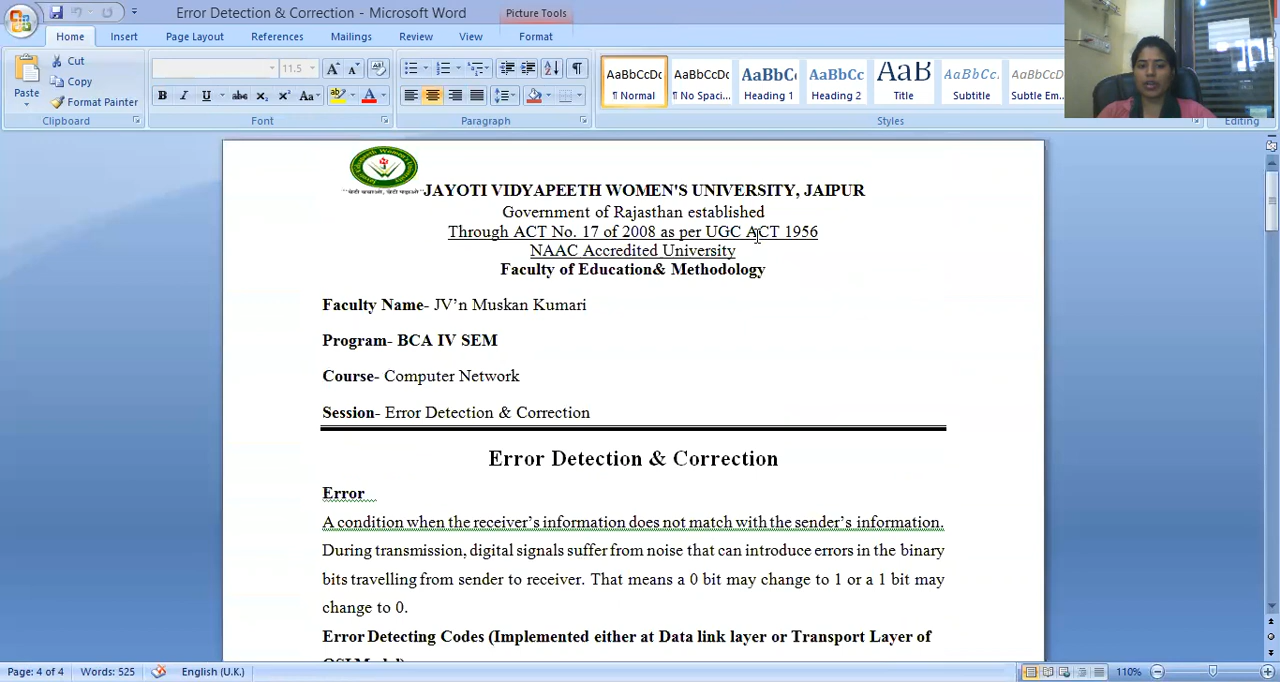 Error Detection & Correction - Microsoft Word
Picture Tools
Home Insert Page Layout References Mailings Review View Format
Paste
Cut
Copy
Format Painter
11.5
AaBbCcDc AaBbCcDc AaBbC AaBbCc AaB AaBbCc. AaBbCcDc
¶ Normal ¶ No Spaci... Heading 1 Heading 2 Title Subtitle Subtle Em...
Clipboard Font Paragraph Styles Editing
JAYOTI VIDYAPEETH WOMEN'S UNIVERSITY, JAIPUR
Government of Rajasthan established
Through ACT No. 17 of 2008 as per UGC ACT 1956
NAAC Accredited University
Faculty of Education& Methodology
Faculty Name- JV’n Muskan Kumari
Program- BCA IV SEM
Course- Computer Network
Session- Error Detection & Correction
Error Detection & Correction
Error
A condition when the receiver’s information does not match with the sender’s information.
During transmission, digital signals suffer from noise that can introduce errors in the binary
bits travelling from sender to receiver. That means a 0 bit may change to 1 or a 1 bit may
change to 0.
Error Detecting Codes (Implemented either at Data link layer or Transport Layer of
OSI Model)
Page: 4 of 4 Words: 525 English (U.K.) 110%